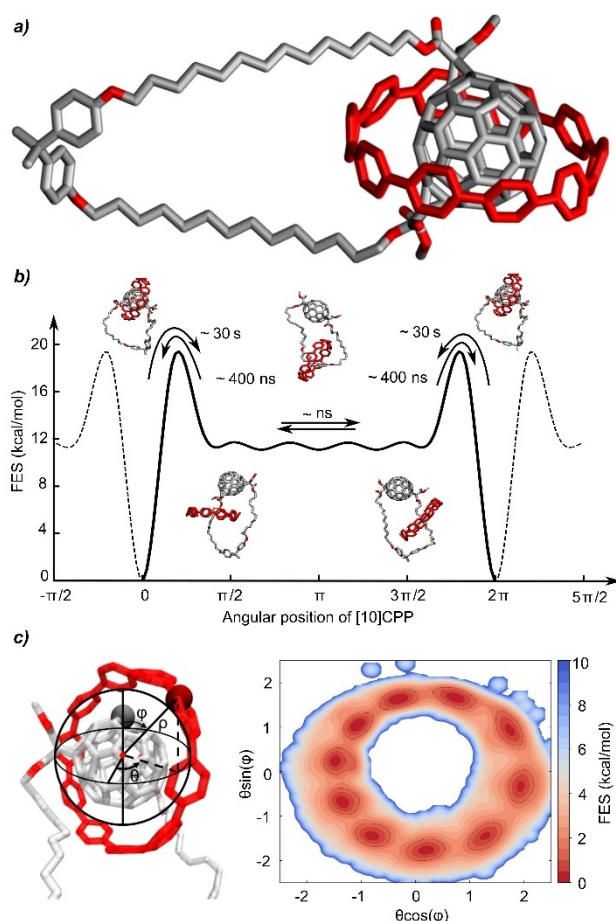 a)
b)
~ 30 s
~ 400 ns
~ ns
~ 30 s
~ 400 ns
FES (kcal/mol)
20
16
12
8
4
0
-π/2
0
π/2
π
3π/2
2π
5π/2
Angular position of [10]CPP
c)
φ
ρ
θ
θsin(φ)
2
1
0
-1
-2
-2
-1
0
1
2
θcos(φ)
10
8
6
4
2
0
FES (kcal/mol)